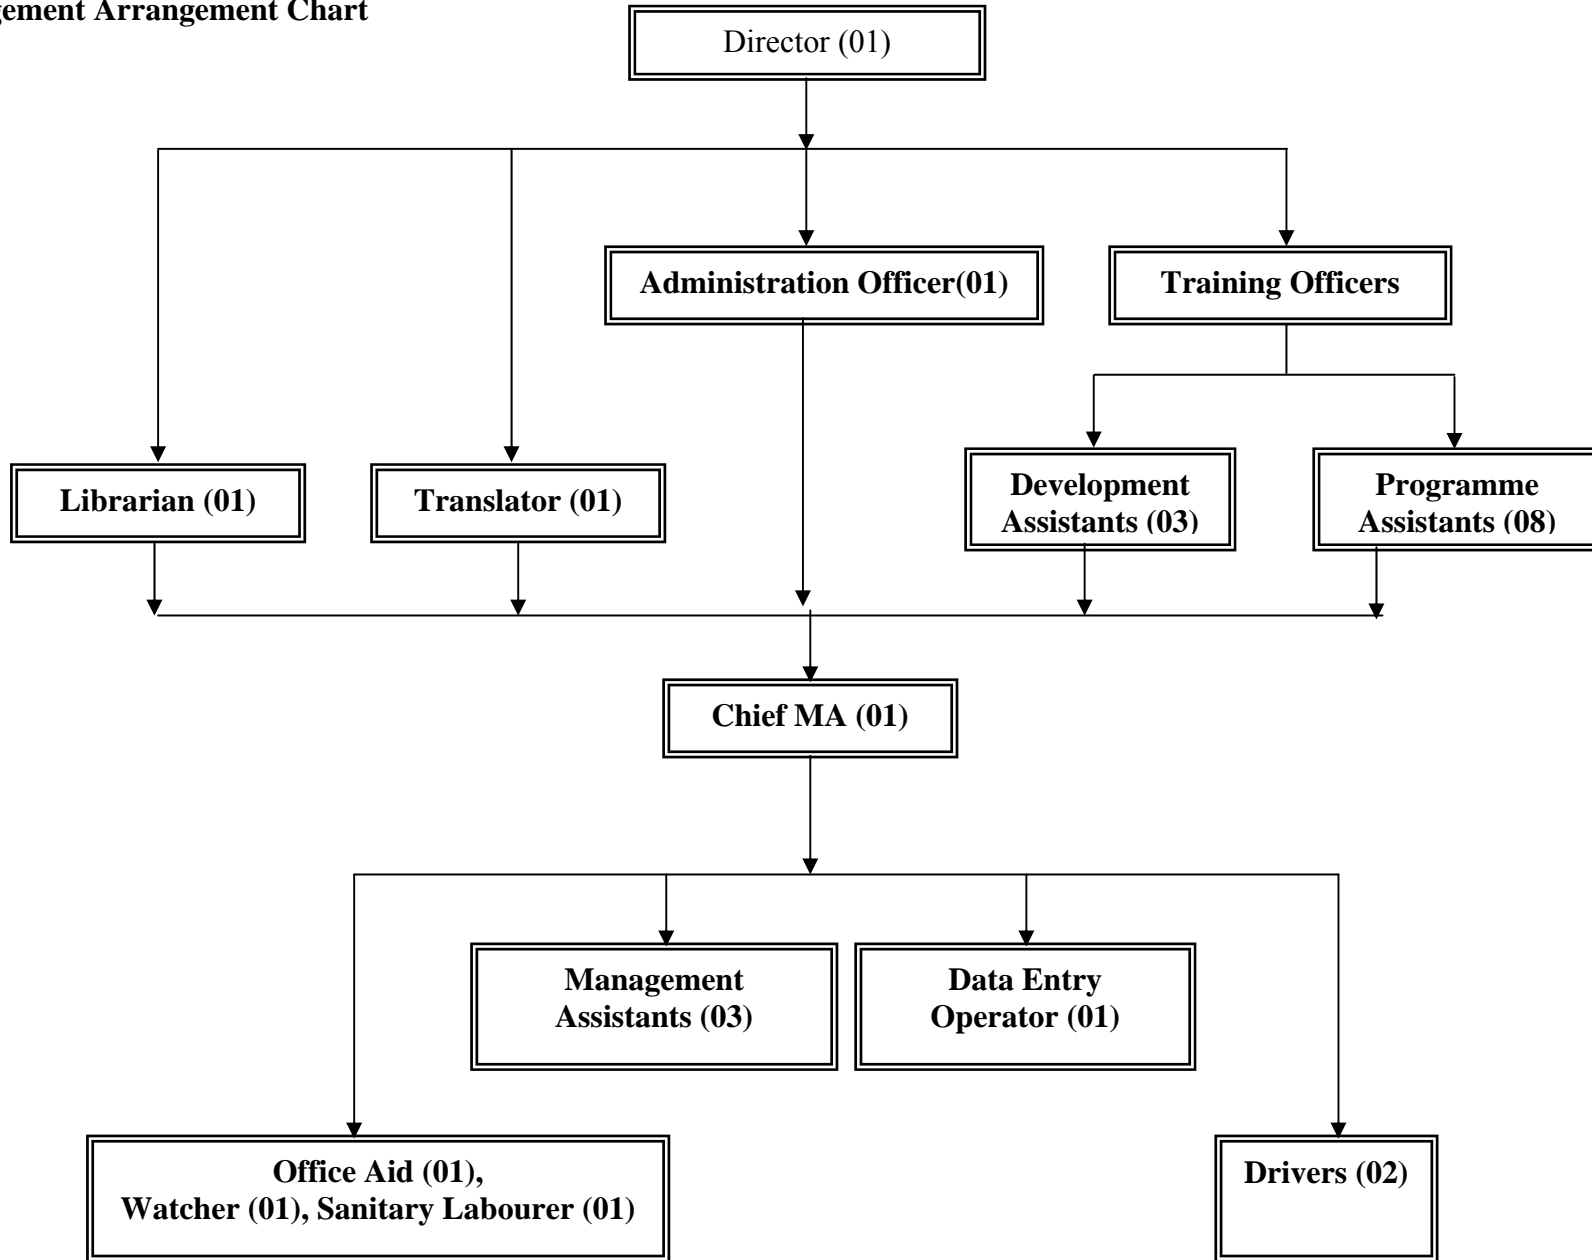 gement Arrangement Chart
Director (01)
Administration Officer(01)
Training Officers
Librarian (01)
Translator (01)
Development
Assistants (03)
Programme
Assistants (08)
Chief MA (01)
Management
Assistants (03)
Data Entry
Operator (01)
Office Aid (01),
Watcher (01), Sanitary Labourer (01)
Drivers (02)